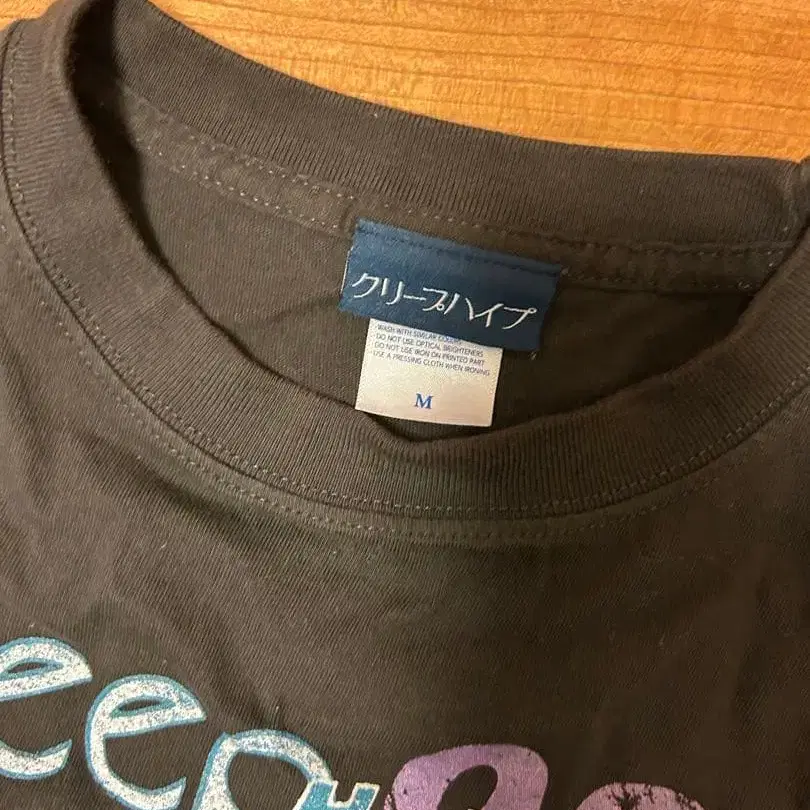 クリープハイプ
WASH WITH SIMILAR COLORS
DO NOT USE OPTICAL BRIGHTENERS
DO NOT USE IRON ON PRINTED PART
USE A PRESSING CLOTH WHEN IRONING
M
eep